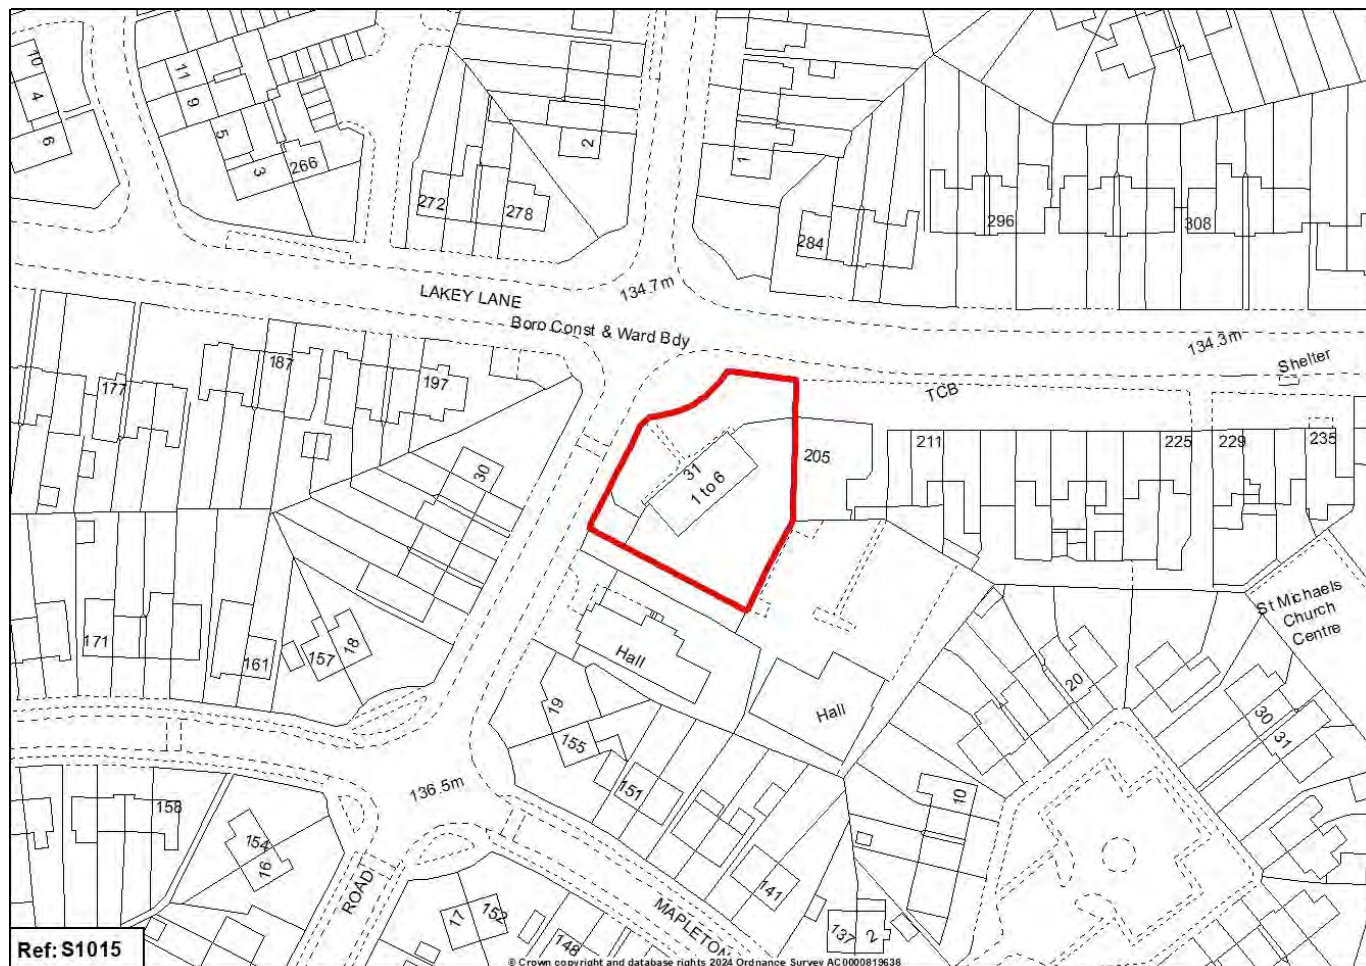 10
4
6
11
9
5
3
266
272
278
2
1
284
296
308
LAKEY LANE
134.7m
Boro Const & Ward Bdy
134.3m
Shelter
TCB
177
187
197
30
31
1 to 6
205
211
225
229
235
St Michaels
Church
Centre
171
161
157
18
Hall
Hall
19
155
151
20
30
31
10
136.5m
158
154
16
ROAD
17
152
148
MAPLETON
141
137
2
Ref: S1015
© Crown copyright and database rights 2024 Ordnance Survey AC0000819638